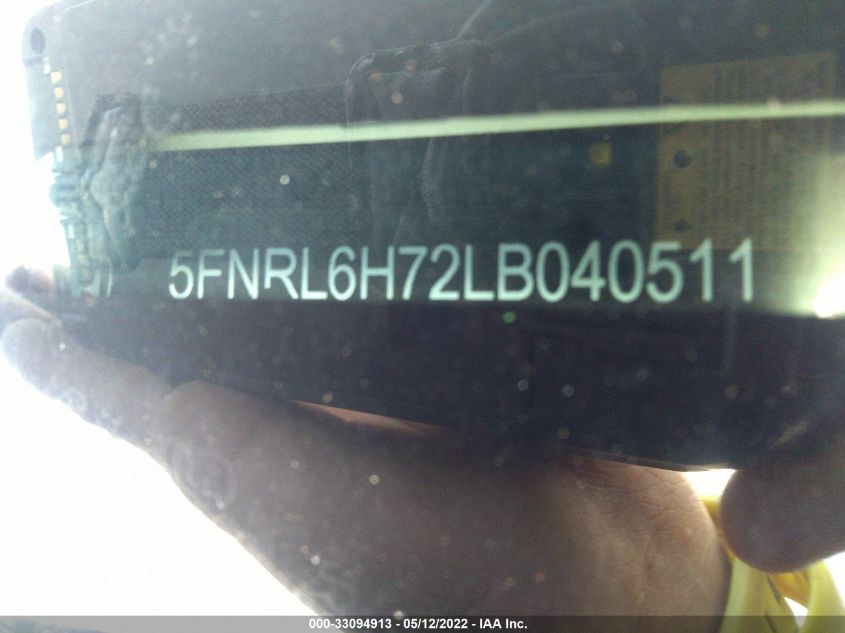 5FNRL6H72LB040511
000-33094913 - 05/12/2022 - IAA Inc.